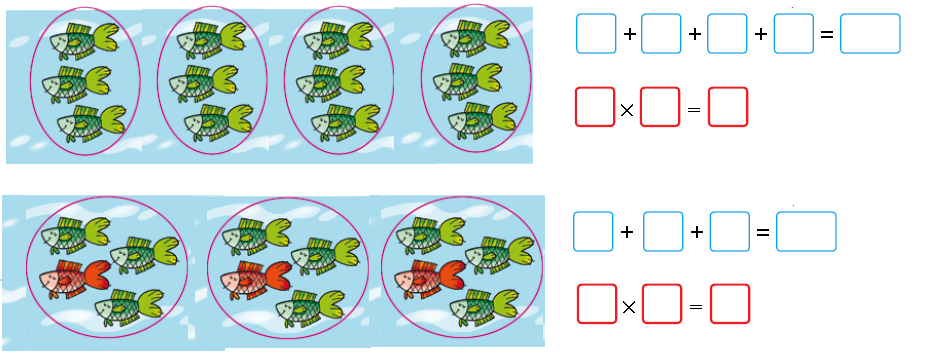 + + + =
× =
+ + =
× =